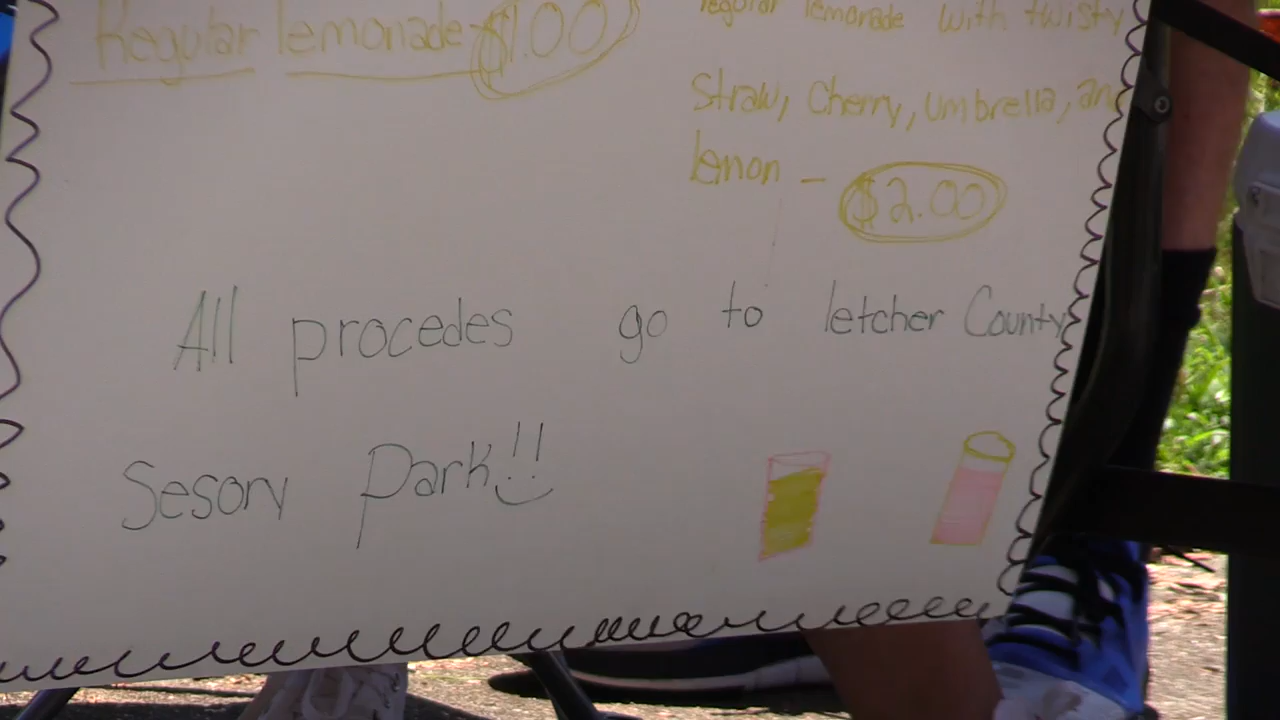 Regular lemonade $1.00
regular lemonade with twisty
straw, Cherry, umbrella, and
lemon - $2.00
All procedes go to letcher County
Sesory Park!!